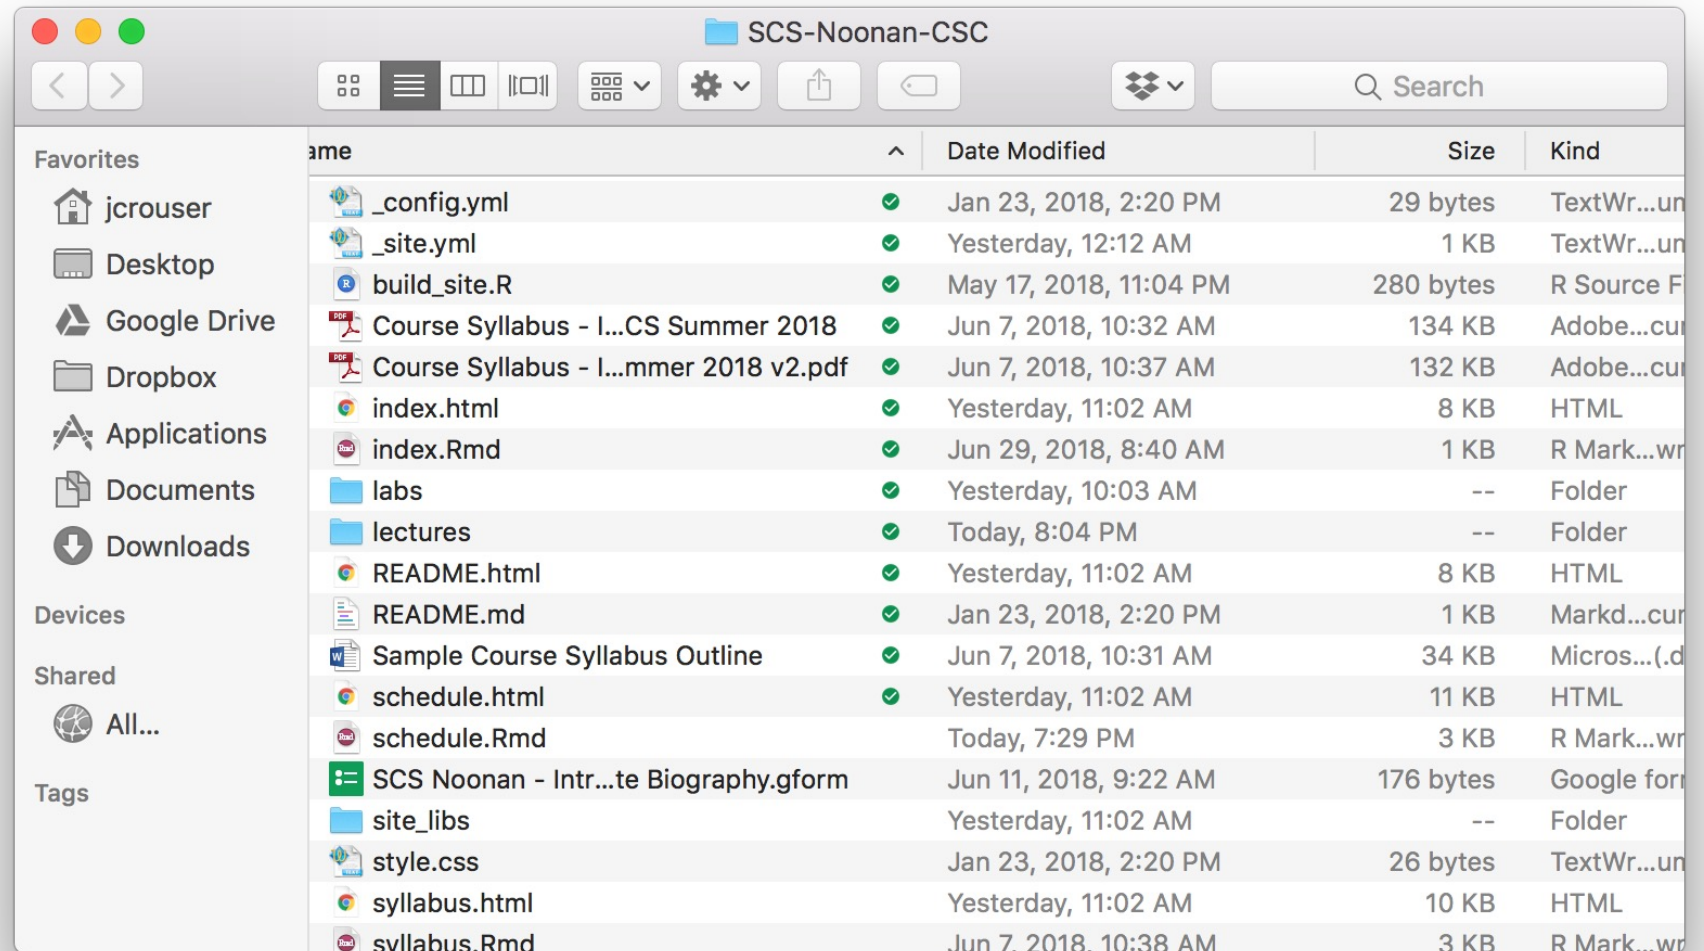 SCS-Noonan-CSC
Search
Favorites
jcrouser
Desktop
Google Drive
Dropbox
Applications
Documents
Downloads
Devices
Shared
All...
Tags
ame Date Modified Size Kind
_config.yml Jan 23, 2018, 2:20 PM 29 bytes TextWr...un
_site.yml Yesterday, 12:12 AM 1 KB TextWr...un
build_site.R May 17, 2018, 11:04 PM 280 bytes R Source F
Course Syllabus - I...CS Summer 2018 Jun 7, 2018, 10:32 AM 134 KB Adobe...cu
Course Syllabus - I...mmer 2018 v2.pdf Jun 7, 2018, 10:37 AM 132 KB Adobe...cu
index.html Yesterday, 11:02 AM 8 KB HTML
index.Rmd Jun 29, 2018, 8:40 AM 1 KB R Mark...wr
labs Yesterday, 10:03 AM -- Folder
lectures Today, 8:04 PM -- Folder
README.html Yesterday, 11:02 AM 8 KB HTML
README.md Jan 23, 2018, 2:20 PM 1 KB Markd...cur
Sample Course Syllabus Outline Jun 7, 2018, 10:31 AM 34 KB Micros...(.d
schedule.html Yesterday, 11:02 AM 11 KB HTML
schedule.Rmd Today, 7:29 PM 3 KB R Mark...wr
SCS Noonan - Intr...te Biography.gform Jun 11, 2018, 9:22 AM 176 bytes Google for
site_libs Yesterday, 11:02 AM -- Folder
style.css Jan 23, 2018, 2:20 PM 26 bytes TextWr...un
syllabus.html Yesterday, 11:02 AM 10 KB HTML
syllabus.Rmd Jun 7, 2018, 10:38 AM 3 KB R Mark...wr